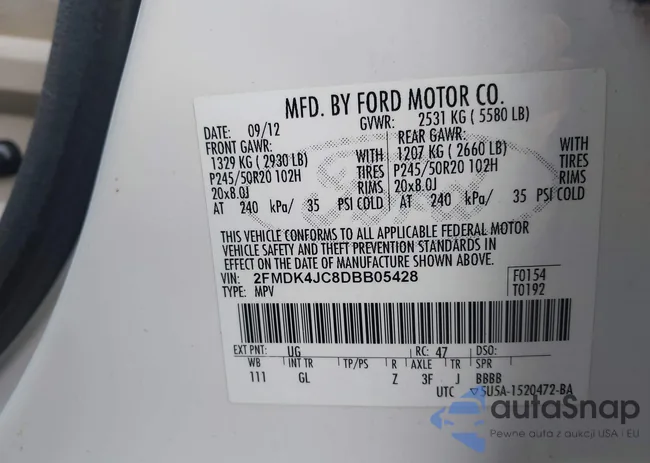 MFD. BY FORD MOTOR CO.
DATE: 09/12 GVWR: 2531 KG ( 5580 LB)
FRONT GAWR: REAR GAWR:
1329 KG ( 2930 LB) WITH 1207 KG ( 2660 LB) WITH
P245/50R20 102H TIRES P245/50R20 102H TIRES
20x8.0J RIMS 20x8.0J RIMS
AT 240 kPa/ 35 PSI COLD AT 240 kPa/ 35 PSI COLD
THIS VEHICLE CONFORMS TO ALL APPLICABLE FEDERAL MOTOR
VEHICLE SAFETY AND THEFT PREVENTION STANDARDS IN
EFFECT ON THE DATE OF MANUFACTURE SHOWN ABOVE.
VIN: 2FMDK4JC8DBB05428 F0154
TYPE: MPV T0192
EXT PNT: UG RC: 47 DSO:
WB INT TR TP/PS R AXLE TR SPR
111 GL Z 3F J BBBB
UTC 5U5A-1520472-BA
autaSnap
Pewne auta z aukcji USA i EU